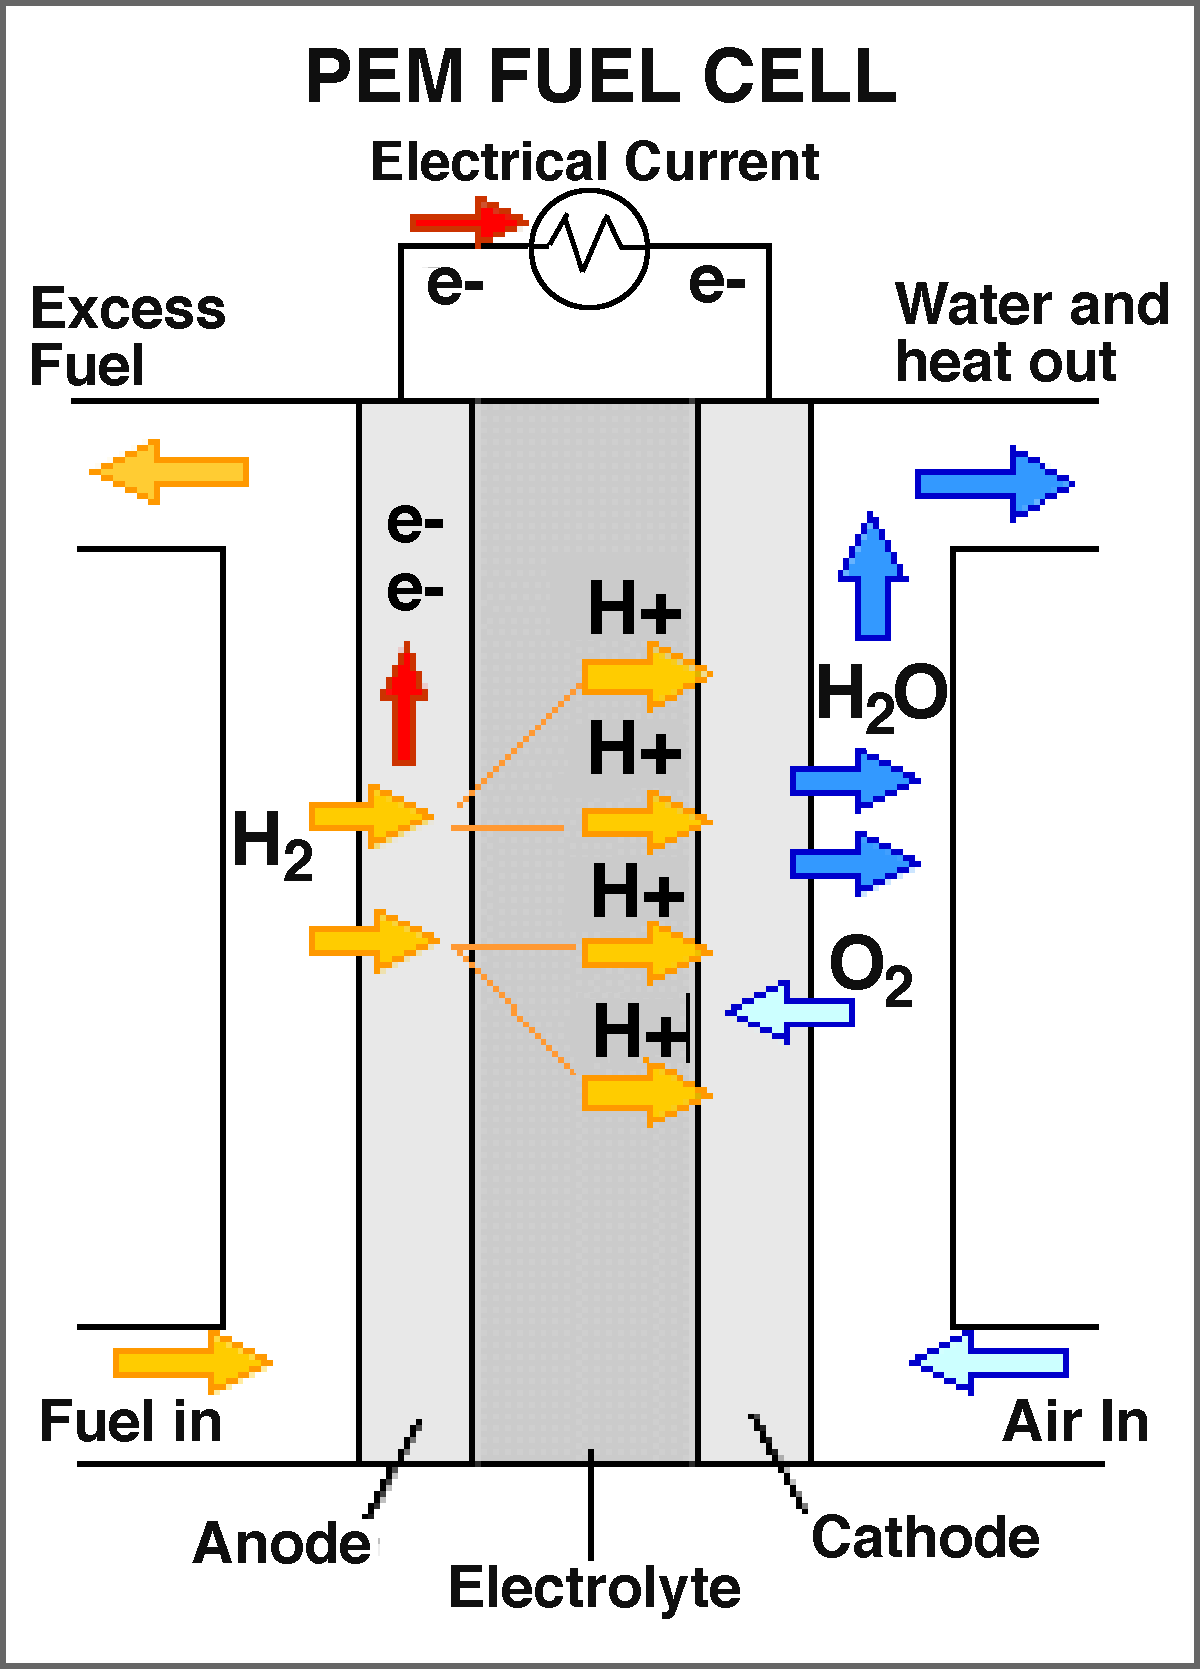 PEM FUEL CELL
Electrical Current
e-
e-
Excess
Fuel
Water and
heat out
e-
e-
H+
H+
H₂O
H₂
H+
O₂
H+
Fuel in
Air In
Anode
Cathode
Electrolyte